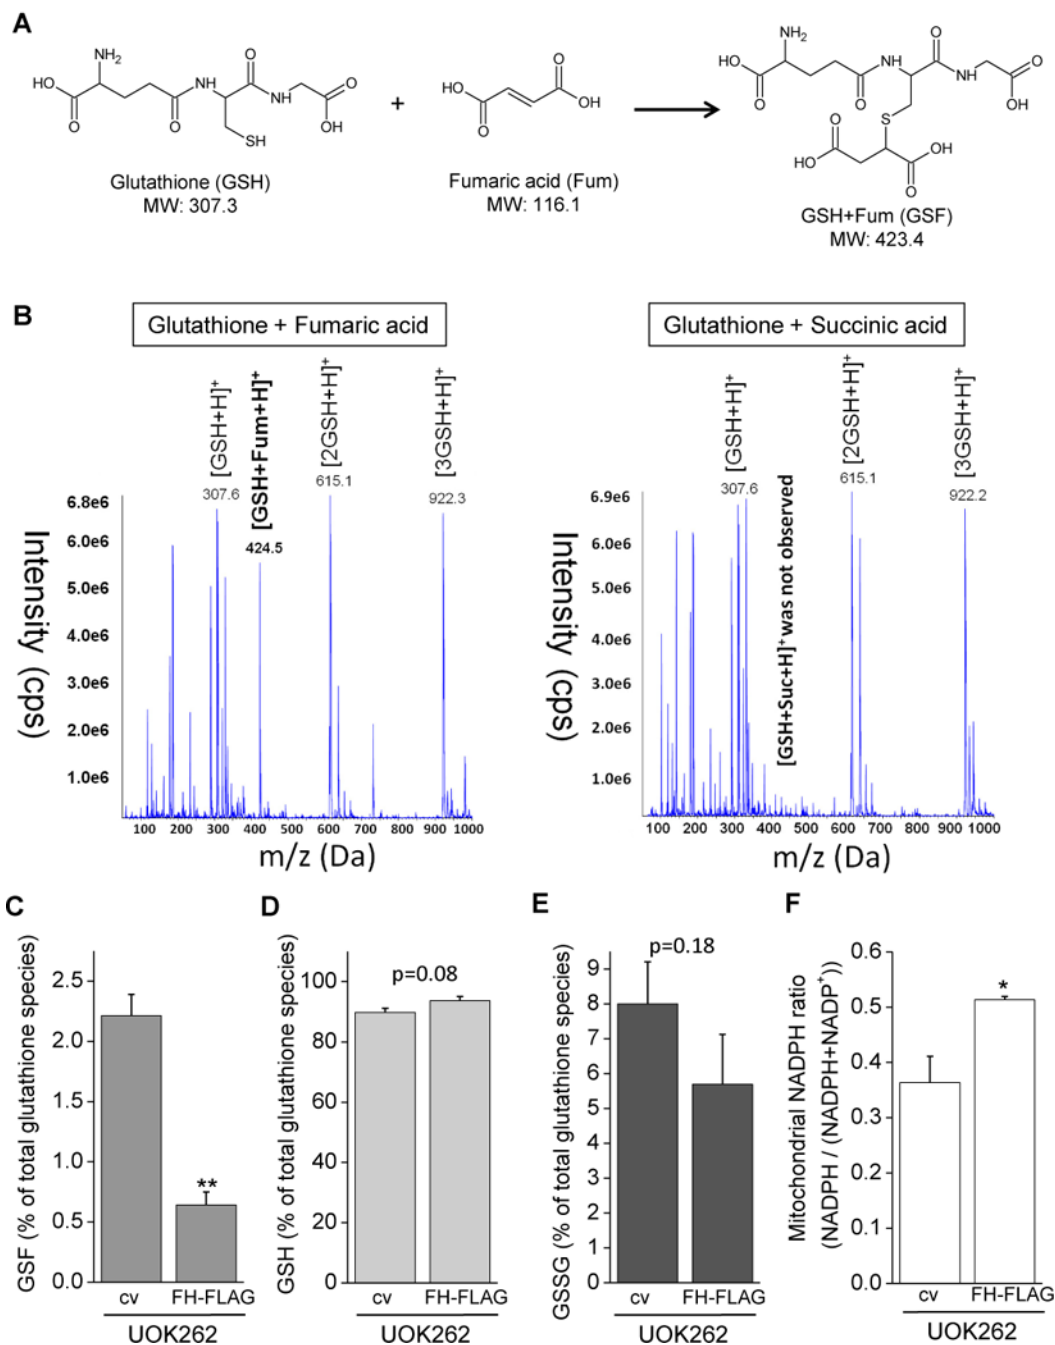 A
NH2
HO
O
O
NH
O
NH
O
OH
SH
Glutathione (GSH)
MW: 307.3
+
HO
O
O
OH
Fumaric acid (Fum)
MW: 116.1
NH2
HO
O
O
NH
O
NH
O
OH
S
O
HO
OH
O
GSH+Fum (GSF)
MW: 423.4
B
Glutathione + Fumaric acid
[GSH+H]+
[GSH+Fum+H]+
[2GSH+H]+
[3GSH+H]+
307.6
424.5
615.1
922.3
Intensity (cps)
6.8e6
6.0e6
5.0e6
4.0e6
3.0e6
2.0e6
1.0e6
100 200 300 400 500 600 700 800 900 1000
m/z (Da)
Glutathione + Succinic acid
[GSH+H]+
[GSH+Suc+H]+ was not observed
[2GSH+H]+
[3GSH+H]+
307.6
615.1
922.2
Intensity (cps)
6.9e6
6.0e6
5.0e6
4.0e6
3.0e6
2.0e6
1.0e6
100 200 300 400 500 600 700 800 900 1000
m/z (Da)
C
GSF (% of total glutathione species)
2.5
2.0
1.5
1.0
0.5
0.0
**
cv FH-FLAG
UOK262
D
GSH (% of total glutathione species)
100
80
60
40
20
0
p=0.08
cv FH-FLAG
UOK262
E
GSSG (% of total glutathione species)
9
8
7
6
5
4
3
2
1
0
p=0.18
cv FH-FLAG
UOK262
F
Mitochondrial NADPH ratio
(NADPH / (NADPH+NADP+))
0.6
0.5
0.4
0.3
0.2
0.1
0.0
*
cv FH-FLAG
UOK262